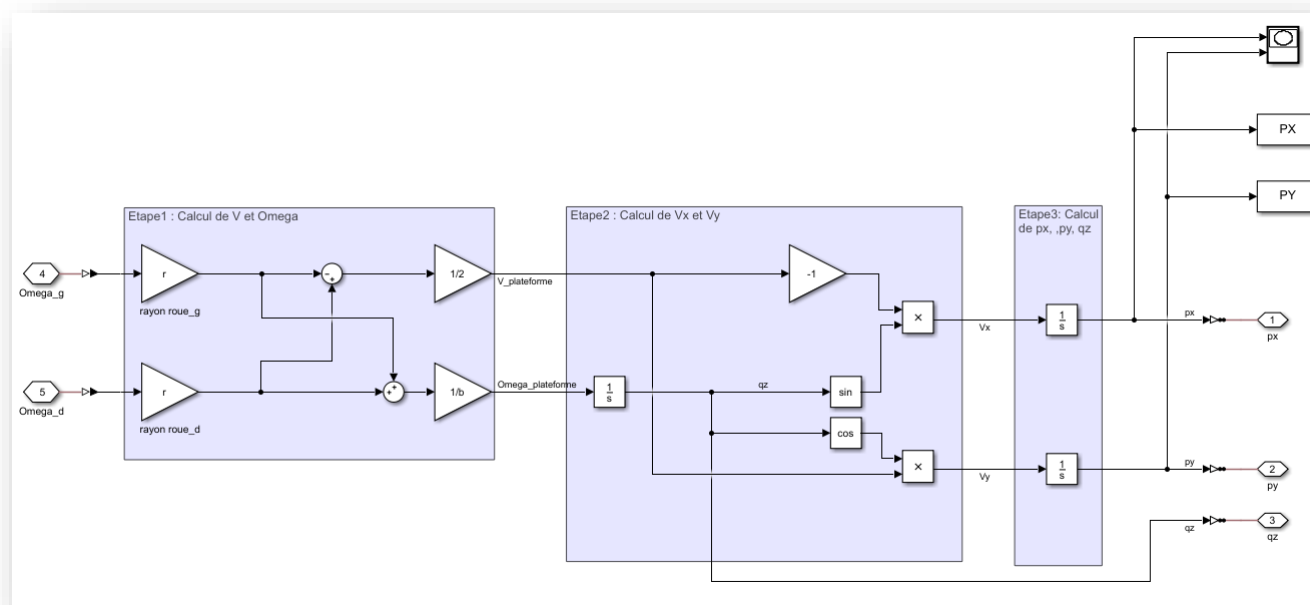 PX
PY
Etape1 : Calcul de V et Omega
Etape2 : Calcul de Vx et Vy
Etape3: Calcul
de px, ,py, qz
4
Omega_g
r
rayon roue_g
-
+
1/2
V_plateforme
-1
×
Vx
1
s
px
1
px
5
Omega_d
r
rayon roue_d
+
+
1/b
Omega_plateforme
1
s
qz
sin
cos
×
Vy
1
s
py
2
py
qz
3
qz